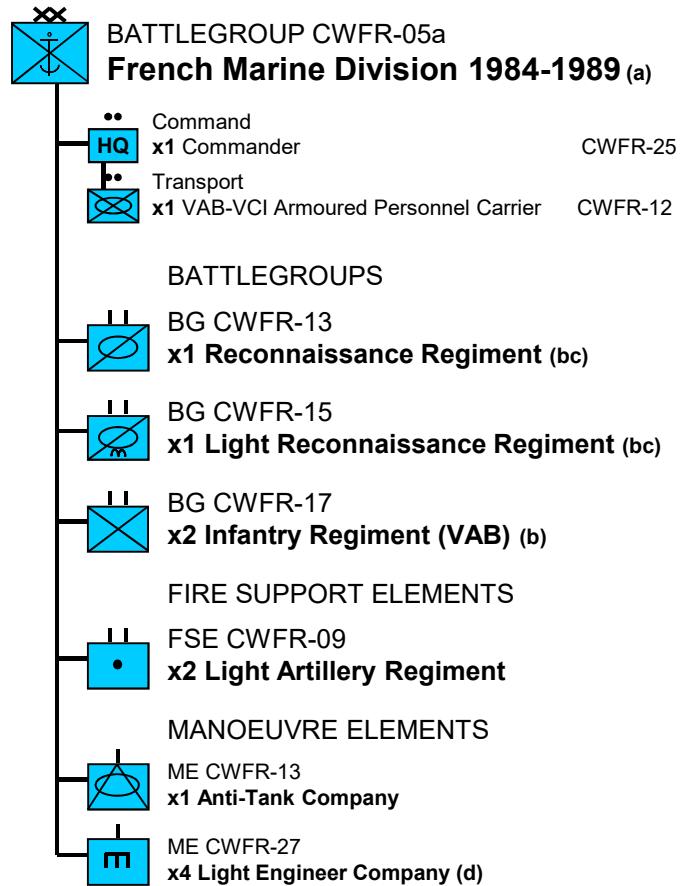 BATTLEGROUP CWFR-05a
French Marine Division 1984-1989 (a)
Command
HQ x1 Commander CWFR-25
Transport
x1 VAB-VCI Armoured Personnel Carrier CWFR-12
BATTLEGROUPS
BG CWFR-13
x1 Reconnaissance Regiment (bc)
BG CWFR-15
x1 Light Reconnaissance Regiment (bc)
BG CWFR-17
x2 Infantry Regiment (VAB) (b)
FIRE SUPPORT ELEMENTS
FSE CWFR-09
x2 Light Artillery Regiment
MANOEUVRE ELEMENTS
ME CWFR-13
x1 Anti-Tank Company
ME CWFR-27
x4 Light Engineer Company (d)